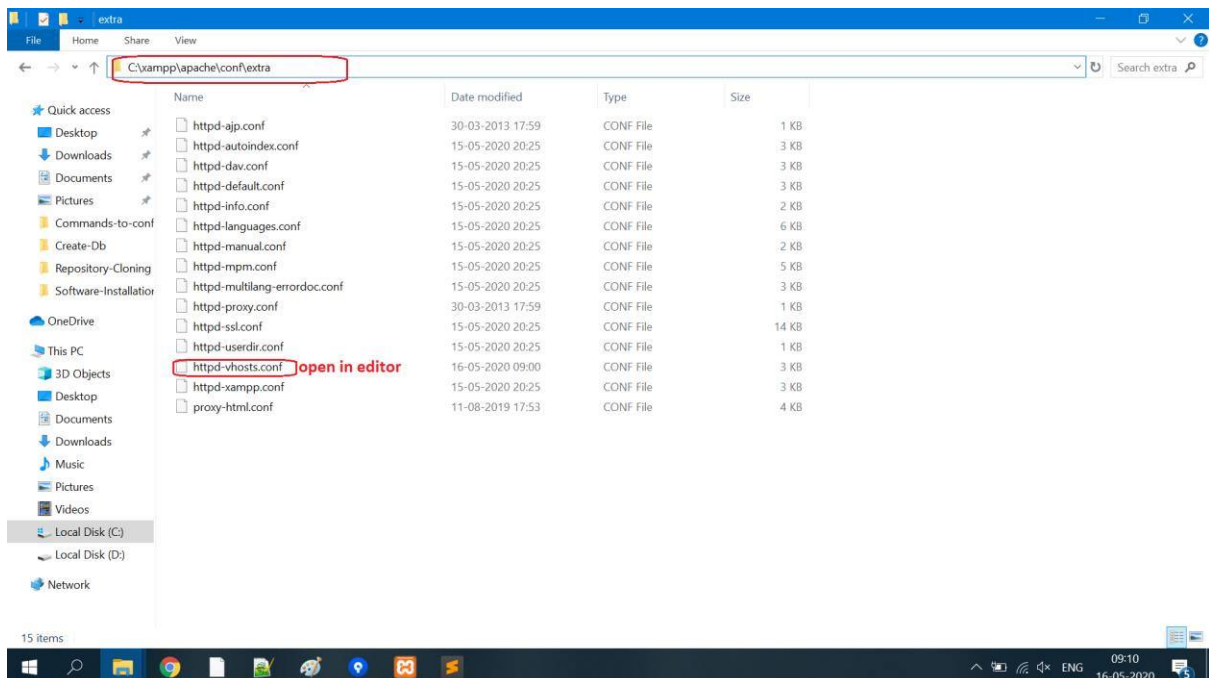 extra
File Home Share View
C:\xampp\apache\conf\extra
Search extra
Name Date modified Type Size
Quick access
Desktop
Downloads
Documents
Pictures
Commands-to-conf
Create-Db
Repository-Cloning
Software-Installation
OneDrive
This PC
3D Objects
Desktop
Documents
Downloads
Music
Pictures
Videos
Local Disk (C:)
Local Disk (D:)
Network
httpd-ajp.conf 30-03-2013 17:59 CONF File 1 KB
httpd-autoindex.conf 15-05-2020 20:25 CONF File 3 KB
httpd-dav.conf 15-05-2020 20:25 CONF File 3 KB
httpd-default.conf 15-05-2020 20:25 CONF File 3 KB
httpd-info.conf 15-05-2020 20:25 CONF File 2 KB
httpd-languages.conf 15-05-2020 20:25 CONF File 6 KB
httpd-manual.conf 15-05-2020 20:25 CONF File 2 KB
httpd-mpm.conf 15-05-2020 20:25 CONF File 5 KB
httpd-multilang-errordoc.conf 15-05-2020 20:25 CONF File 3 KB
httpd-proxy.conf 30-03-2013 17:59 CONF File 1 KB
httpd-ssl.conf 15-05-2020 20:25 CONF File 14 KB
httpd-userdir.conf 15-05-2020 20:25 CONF File 1 KB
httpd-vhosts.conf open in editor 16-05-2020 09:00 CONF File 3 KB
httpd-xampp.conf 15-05-2020 20:25 CONF File 3 KB
proxy-html.conf 11-08-2019 17:53 CONF File 4 KB
15 items
ENG
09:10
16-05-2020
5